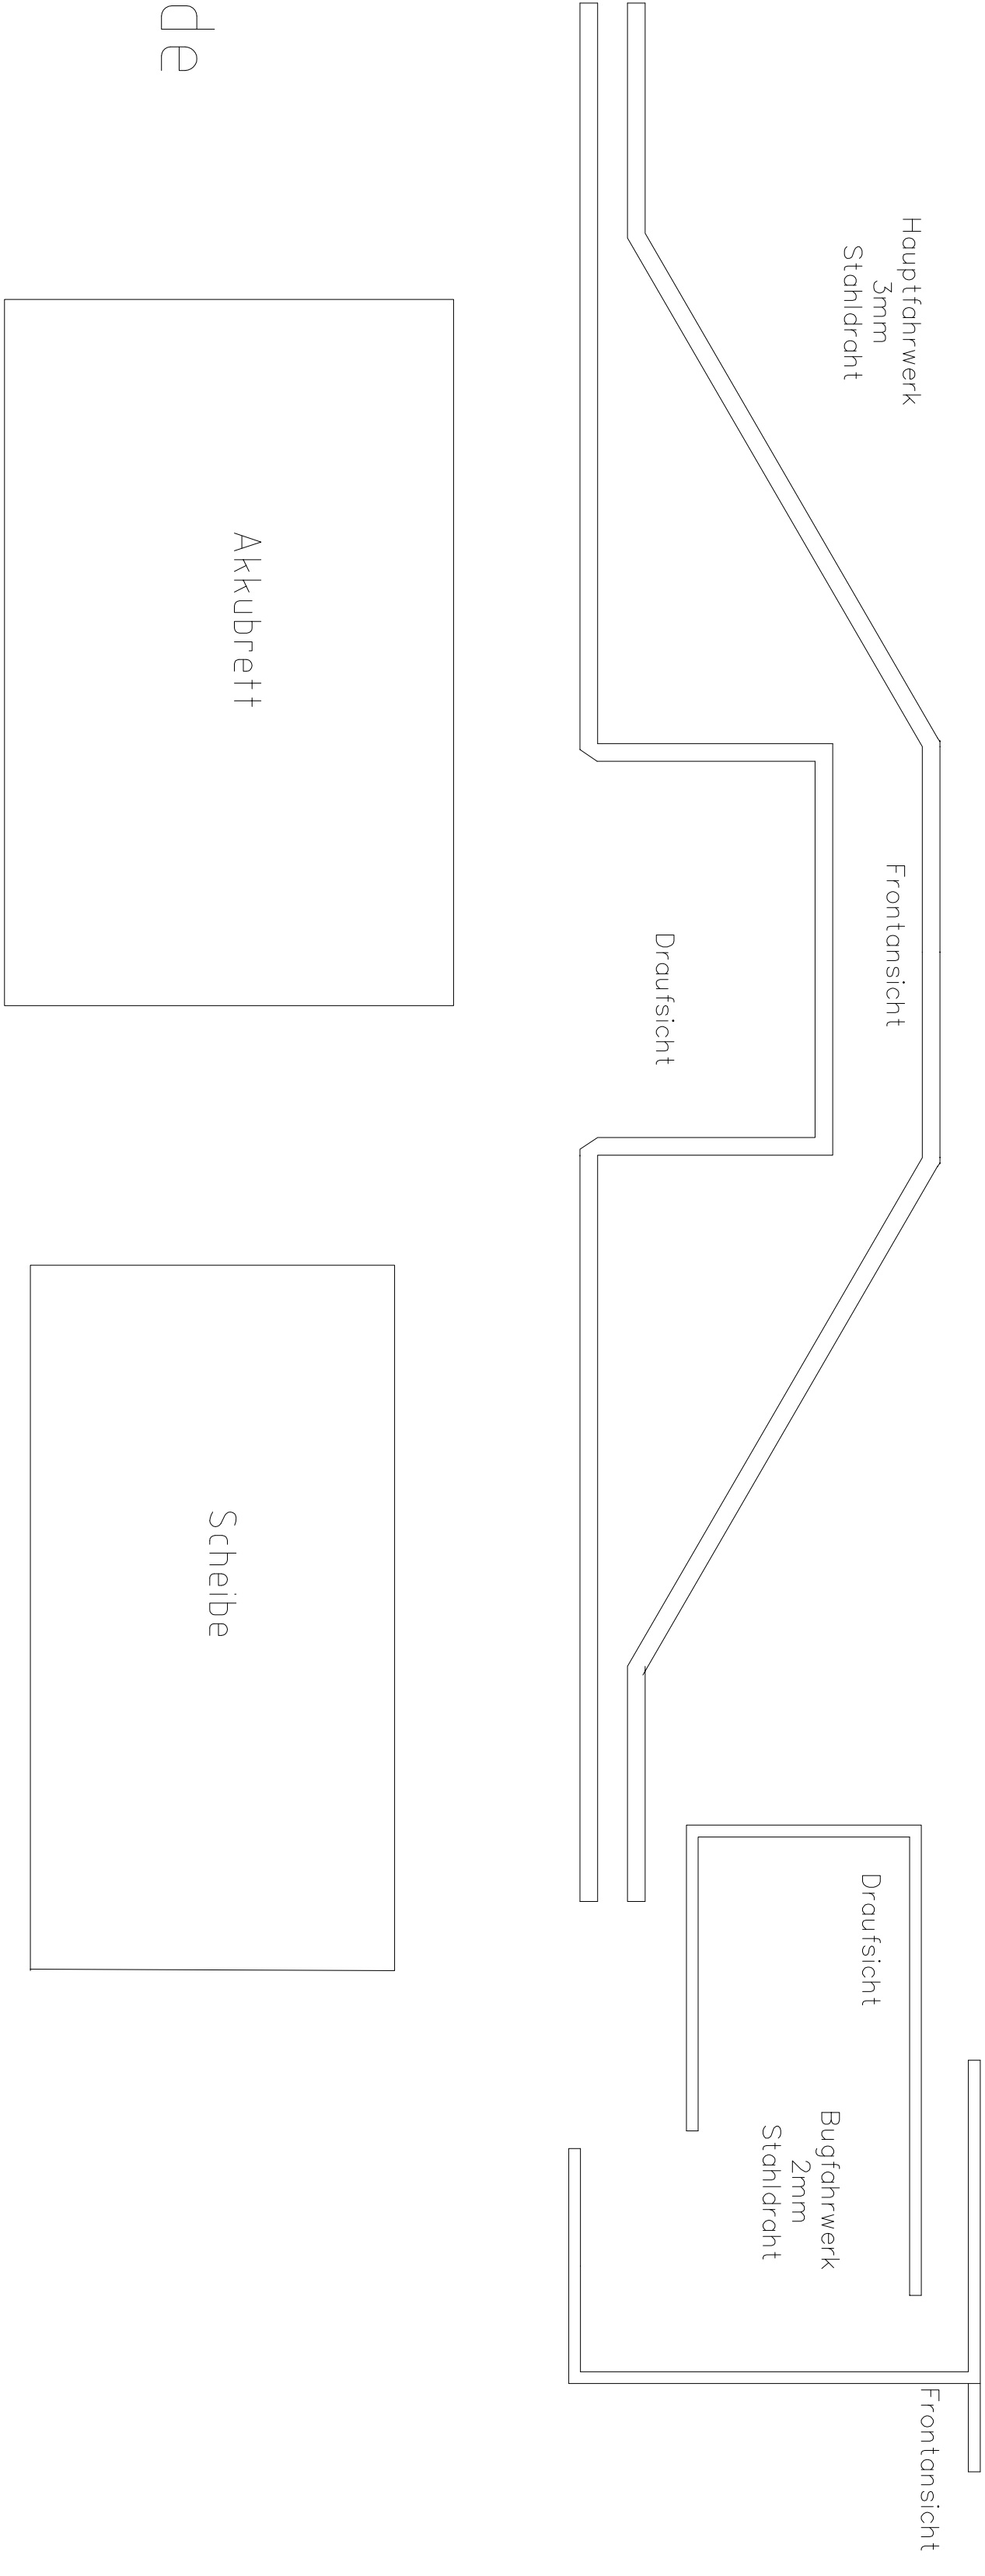 de
Hauptfahrwerk
3mm
Stahldraht
Akkubrett
Frontansicht
Draufsicht
Scheibe
Draufsicht
Bugfahrwerk
2mm
Stahldraht
Frontansicht